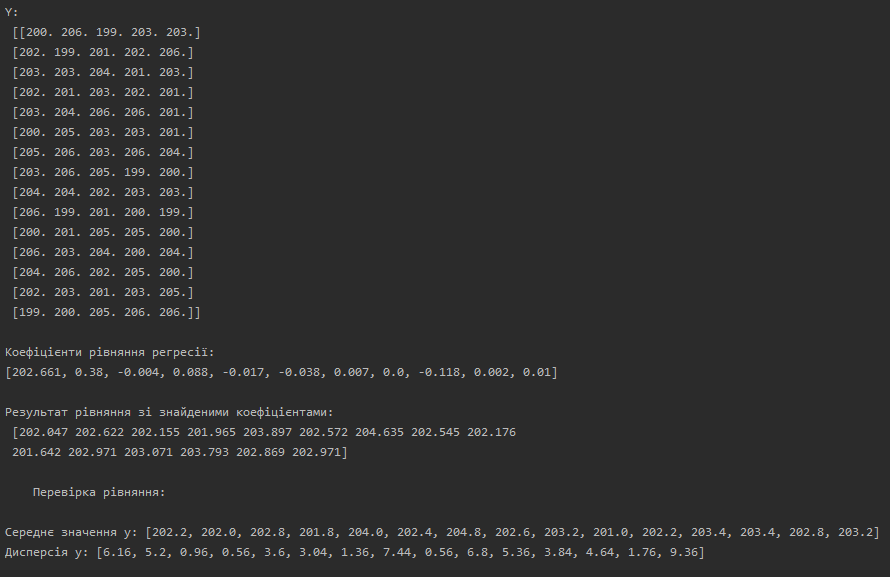 Y:
[[200. 206. 199. 203. 203.]
[202. 199. 201. 202. 206.]
[203. 203. 204. 201. 203.]
[202. 201. 203. 202. 201.]
[203. 204. 206. 206. 201.]
[200. 205. 203. 203. 201.]
[205. 206. 203. 206. 204.]
[203. 206. 205. 199. 200.]
[204. 204. 202. 203. 203.]
[206. 199. 201. 200. 199.]
[200. 201. 205. 205. 200.]
[206. 203. 204. 200. 204.]
[204. 206. 202. 205. 200.]
[202. 203. 201. 203. 205.]
[199. 200. 205. 206. 206.]]
Коефіцієнти рівняння регресії:
[202.661, 0.38, -0.004, 0.088, -0.017, -0.038, 0.007, 0.0, -0.118, 0.002, 0.01]
Результат рівняння зі знайденими коефіцієнтами:
[202.047 202.622 202.155 201.965 203.897 202.572 204.635 202.545 202.176
201.642 202.971 203.071 203.793 202.869 202.971]
Перевірка рівняння:
Середнє значення y: [202.2, 202.0, 202.8, 201.8, 204.0, 202.4, 204.8, 202.6, 203.2, 201.0, 202.2, 203.4, 203.4, 202.8, 203.2]
Дисперсія y: [6.16, 5.2, 0.96, 0.56, 3.6, 3.04, 1.36, 7.44, 0.56, 6.8, 5.36, 3.84, 4.64, 1.76, 9.36]